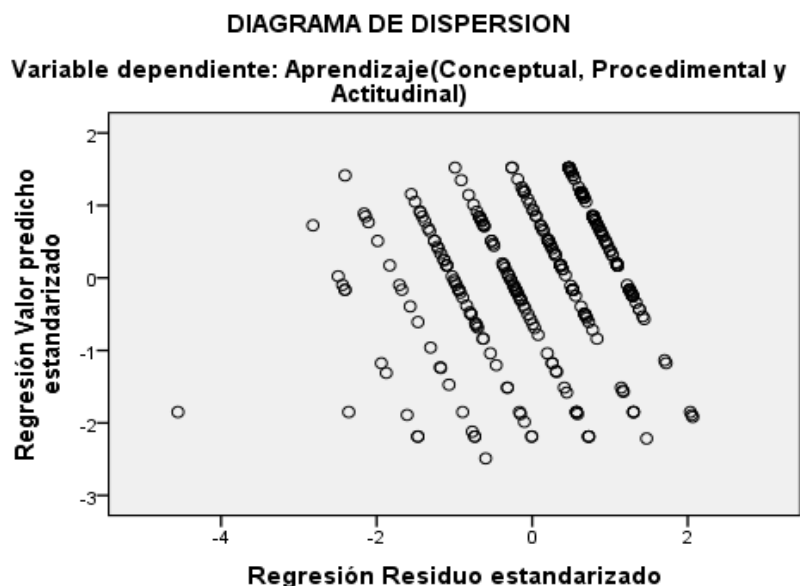 DIAGRAMA DE DISPERSION
Variable dependiente: Aprendizaje(Conceptual, Procedimental y
Actitudinal)
Regresión Valor predicho
estandarizado
2
1
0
-1
-2
-3
-4
-2
0
2
Regresión Residuo estandarizado